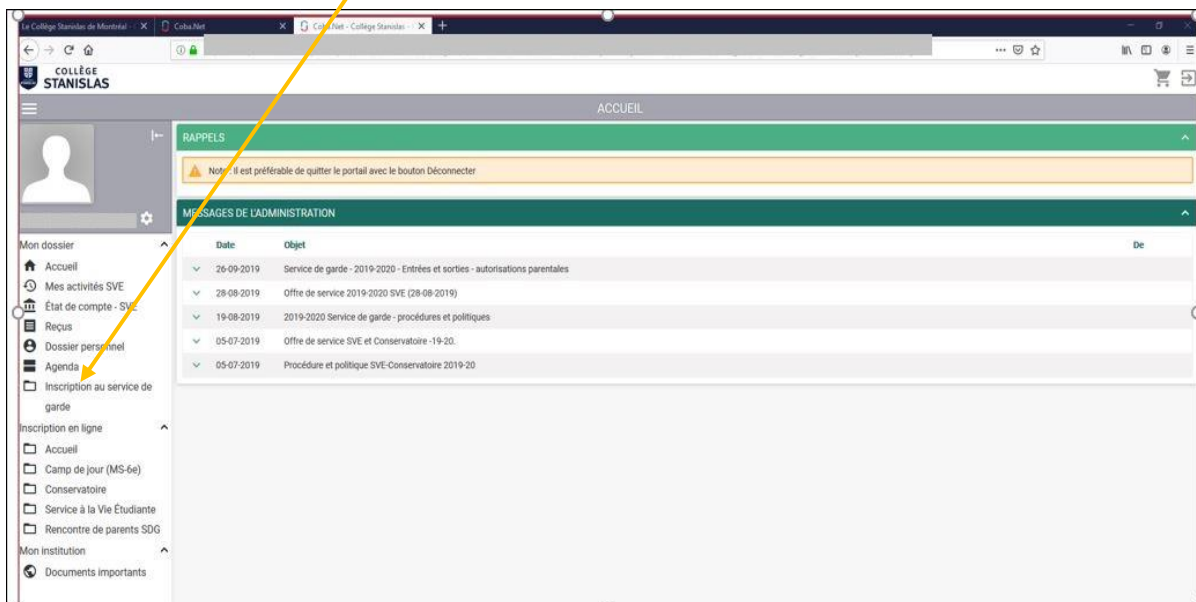 Le Collège Stanislas de Montréal - Coba.Net Coba.Net - Collège Stanislas -
COLLÈGE
STANISLAS
ACCUEIL
RAPPELS
Note : Il est préférable de quitter le portail avec le bouton Déconnecter
MESSAGES DE L'ADMINISTRATION
Date Objet De
26-09-2019 Service de garde - 2019-2020 - Entrées et sorties - autorisations parentales
28-08-2019 Offre de service 2019-2020 SVE (28-08-2019)
19-08-2019 2019-2020 Service de garde - procédures et politiques
05-07-2019 Offre de service SVE et Conservatoire -19-20.
05-07-2019 Procédure et politique SVE-Conservatoire 2019-20
Mon dossier
Accueil
Mes activités SVE
État de compte - SVE
Reçus
Dossier personnel
Agenda
Inscription au service de
garde
Inscription en ligne
Accueil
Camp de jour (MS-6e)
Conservatoire
Service à la Vie Étudiante
Rencontre de parents SDG
Mon institution
Documents importants